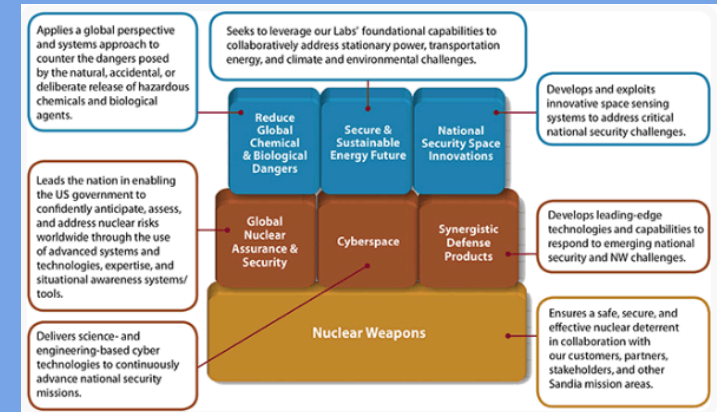 Applies a global perspective
and systems approach to
counter the dangers posed
by the natural, accidental, or
deliberate release of hazardous
chemicals and biological
agents.
Seeks to leverage our Labs' foundational capabilities to
collaboratively address stationary power, transportation
energy, and climate and environmental challenges.
Develops and exploits
innovative space sensing
systems to address critical
national security challenges.
Reduce
Global
Chemical
& Biological
Dangers
Secure &
Sustainable
Energy Future
National
Security Space
Innovations
Leads the nation in enabling
the US government to
confidently anticipate, assess,
and address nuclear risks
worldwide through the use
of advanced systems and
technologies, expertise, and
situational awareness systems/
tools.
Global
Nuclear
Assurance &
Security
Cyberspace
Synergistic
Defense
Products
Develops leading-edge
technologies and capabilities to
respond to emerging national
security and NW challenges.
Delivers science- and
engineering-based cyber
technologies to continuously
advance national security
missions.
Nuclear Weapons
Ensures a safe, secure, and
effective nuclear deterrent
in collaboration with
our customers, partners,
stakeholders, and other
Sandia mission areas.